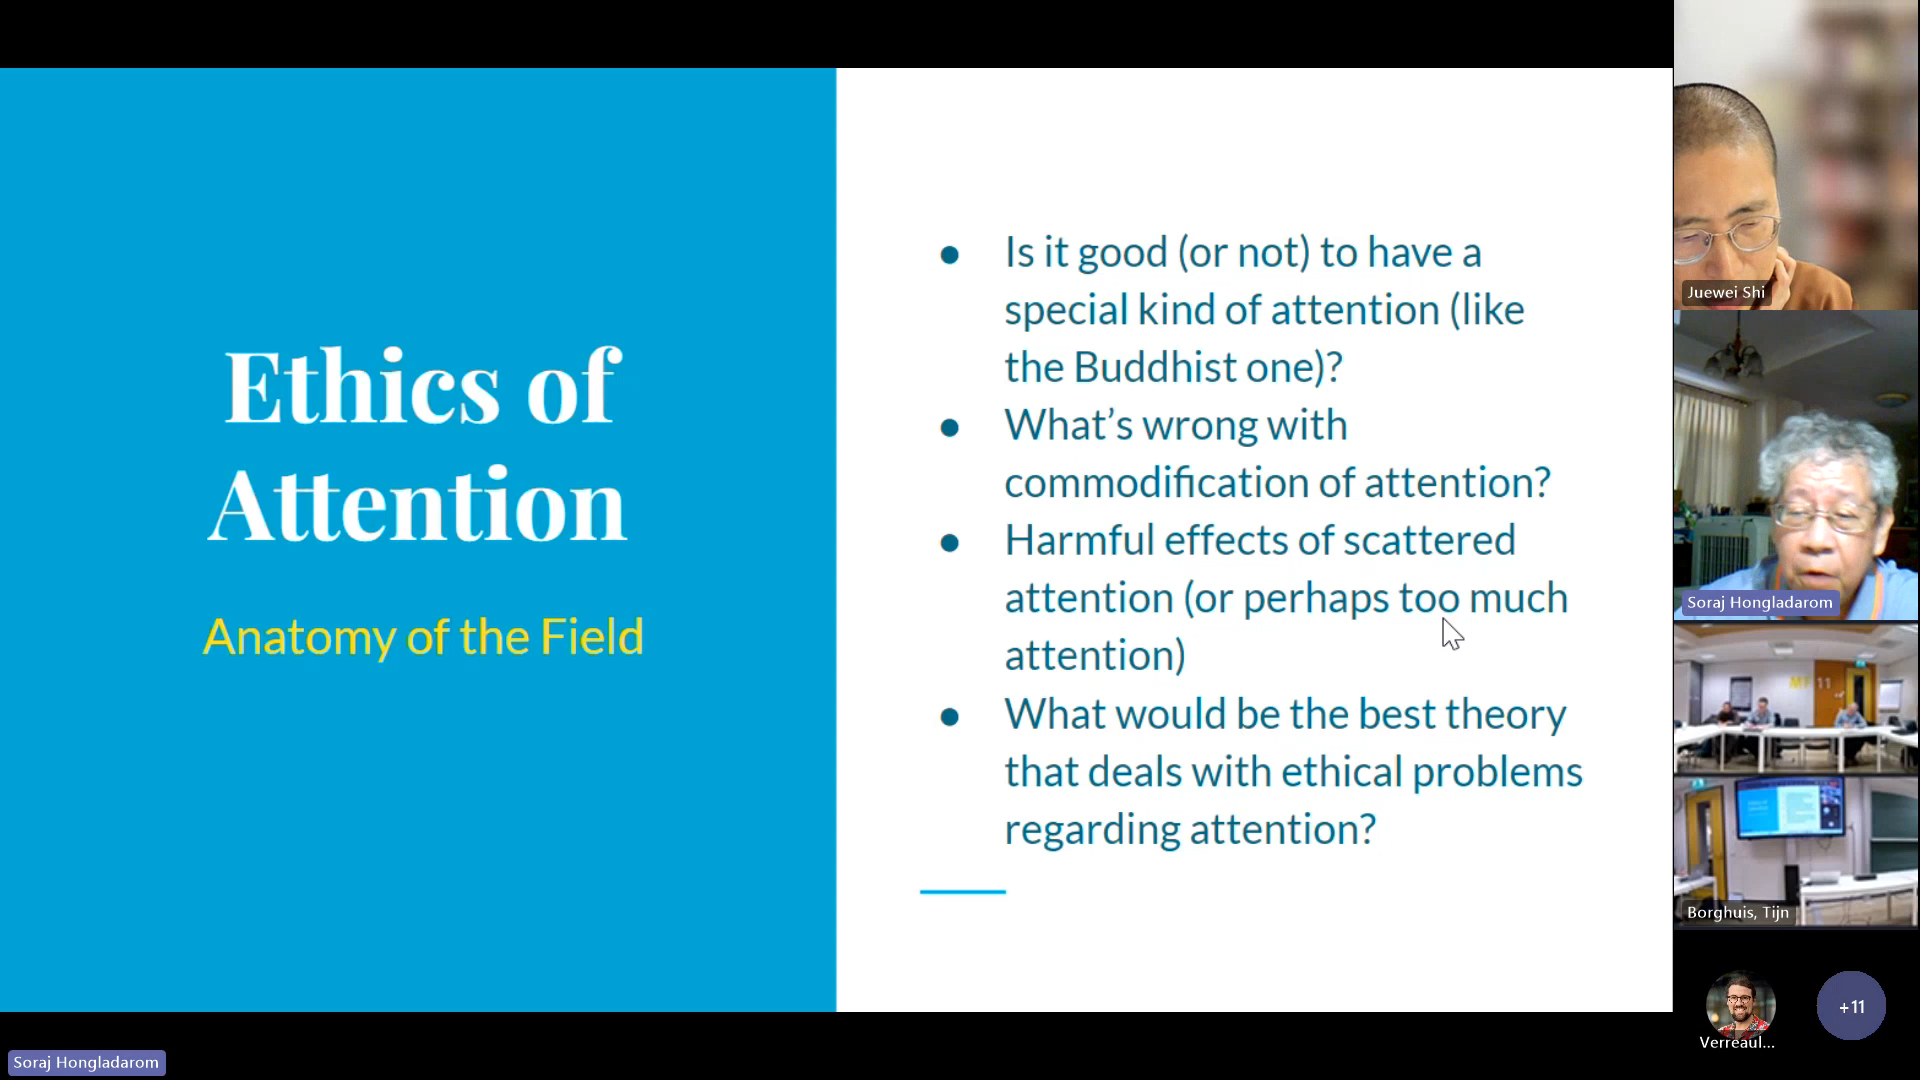 Ethics of
Attention
Anatomy of the Field
Is it good (or not) to have a
special kind of attention (like
the Buddhist one)?
What’s wrong with
commodification of attention?
Harmful effects of scattered
attention (or perhaps too much
attention)
What would be the best theory
that deals with ethical problems
regarding attention?
Juewei Shi
Soraj Hongladarom
MF 11
Borghuis, Tijn
Verreaul...
+11
Soraj Hongladarom